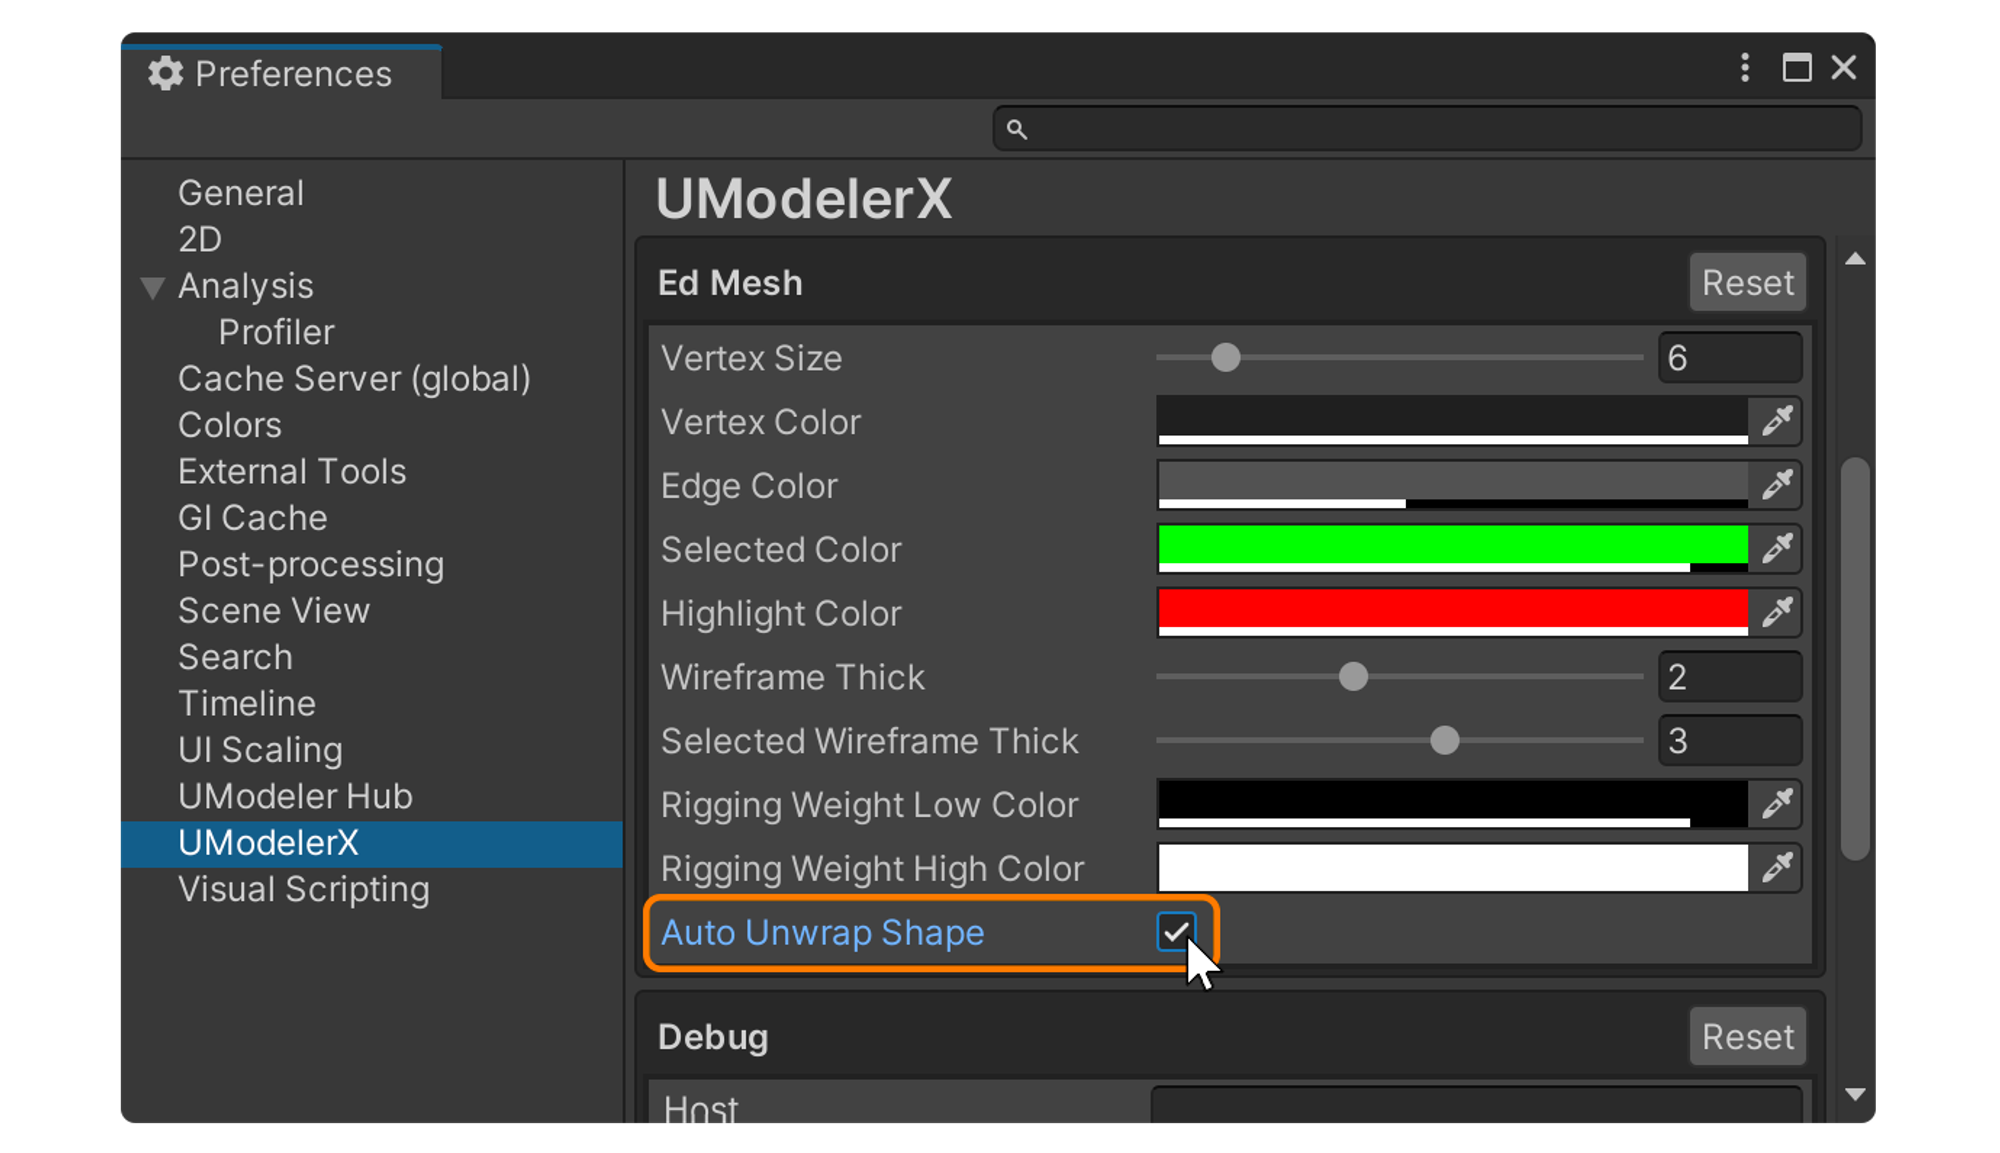 Preferences
General
2D
Analysis
Profiler
Cache Server (global)
Colors
External Tools
GI Cache
Post-processing
Scene View
Search
Timeline
UI Scaling
UModeler Hub
UModelerX
Visual Scripting
UModelerX
Ed Mesh Reset
Vertex Size 6
Vertex Color
Edge Color
Selected Color
Highlight Color
Wireframe Thick 2
Selected Wireframe Thick 3
Rigging Weight Low Color
Rigging Weight High Color
Auto Unwrap Shape
Debug Reset
Host